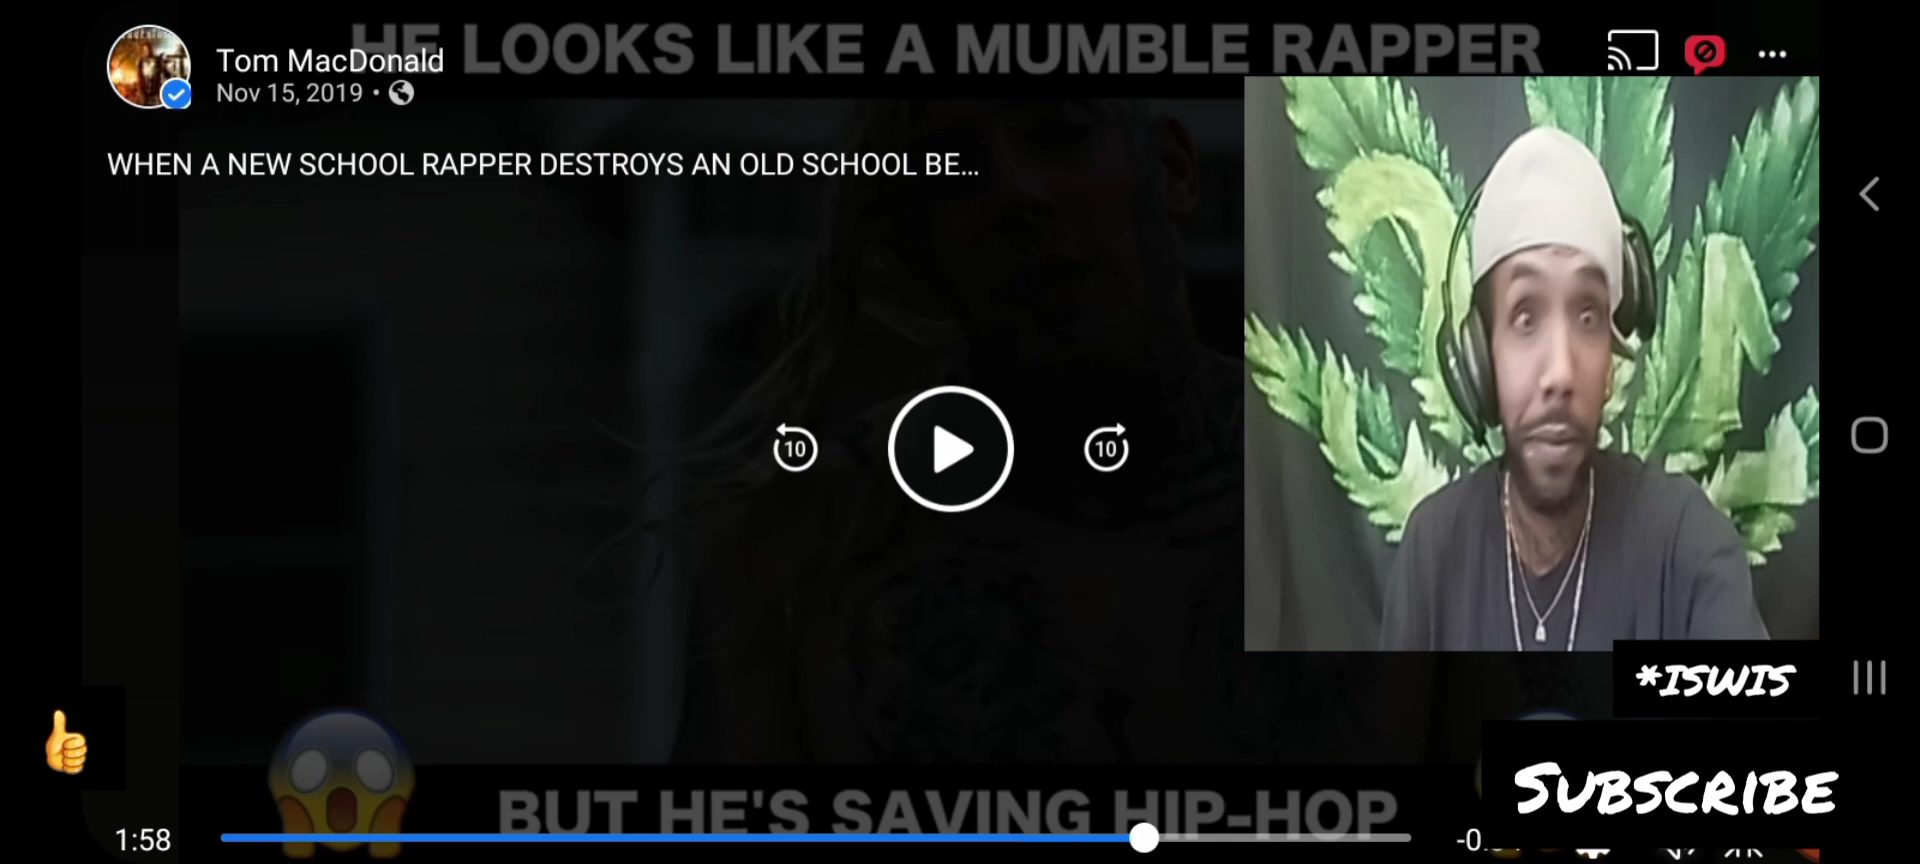 HE LOOKS LIKE A MUMBLE RAPPER
Tom MacDonald
Nov 15, 2019 •
WHEN A NEW SCHOOL RAPPER DESTROYS AN OLD SCHOOL BE...
10
10
*ISWIS
SUBSCRIBE
BUT HE'S SAVING HIP-HOP
1:58